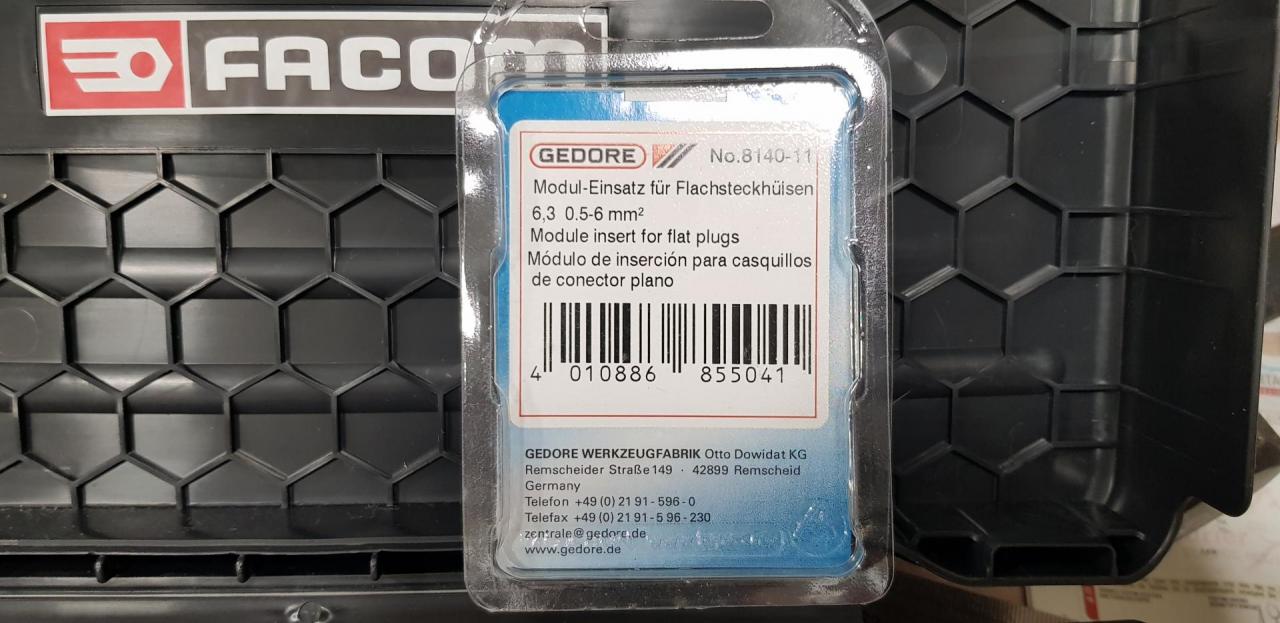 FACOM
GEDORE No.8140-11
Modul-Einsatz für Flachsteckhülsen
6,3 0.5-6 mm²
Module insert for flat plugs
Módulo de inserción para casquillos
de conector plano
4 010886 855041
GEDORE WERKZEUGFABRIK Otto Dowidat KG
Remscheider Straße 149 · 42899 Remscheid
Germany
Telefon +49 (0) 21 91 - 596 - 0
Telefax +49 (0) 21 91 - 5 96 - 230
zentrale@gedore.de
www.gedore.de